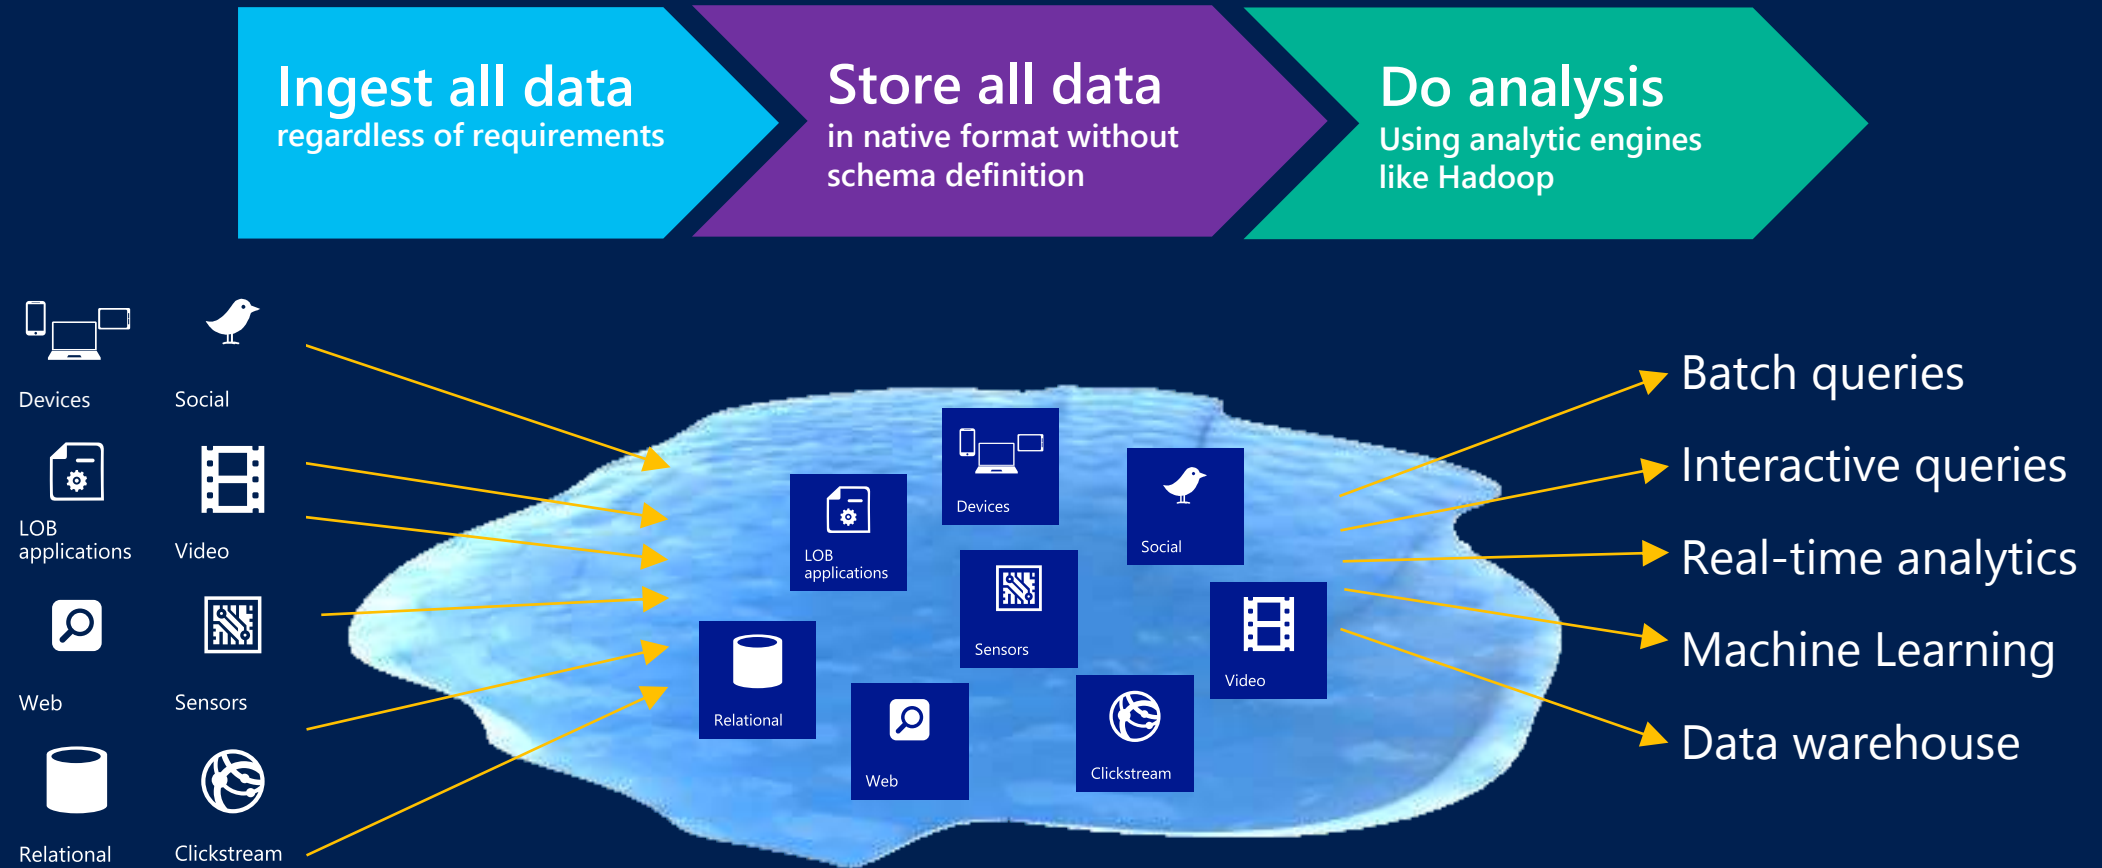 Ingest all data
regardless of requirements
Store all data
in native format without
schema definition
Do analysis
Using analytic engines
like Hadoop
Devices
Social
LOB
applications
Video
Web
Sensors
Relational
Clickstream
Devices
Social
LOB
applications
Sensors
Video
Relational
Web
Clickstream
Batch queries
Interactive queries
Real-time analytics
Machine Learning
Data warehouse